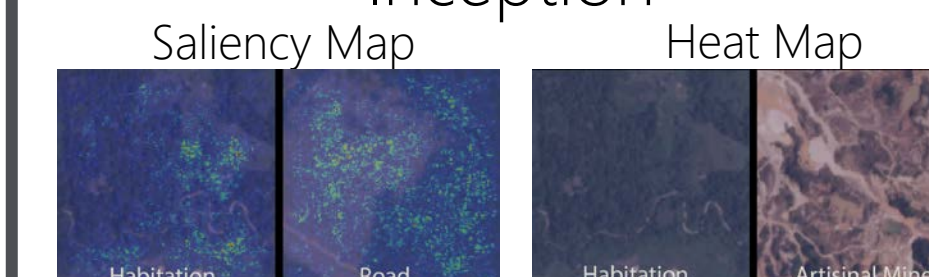 Inception
Saliency Map Heat Map
Habitation Road Habitation Artisinal Mine